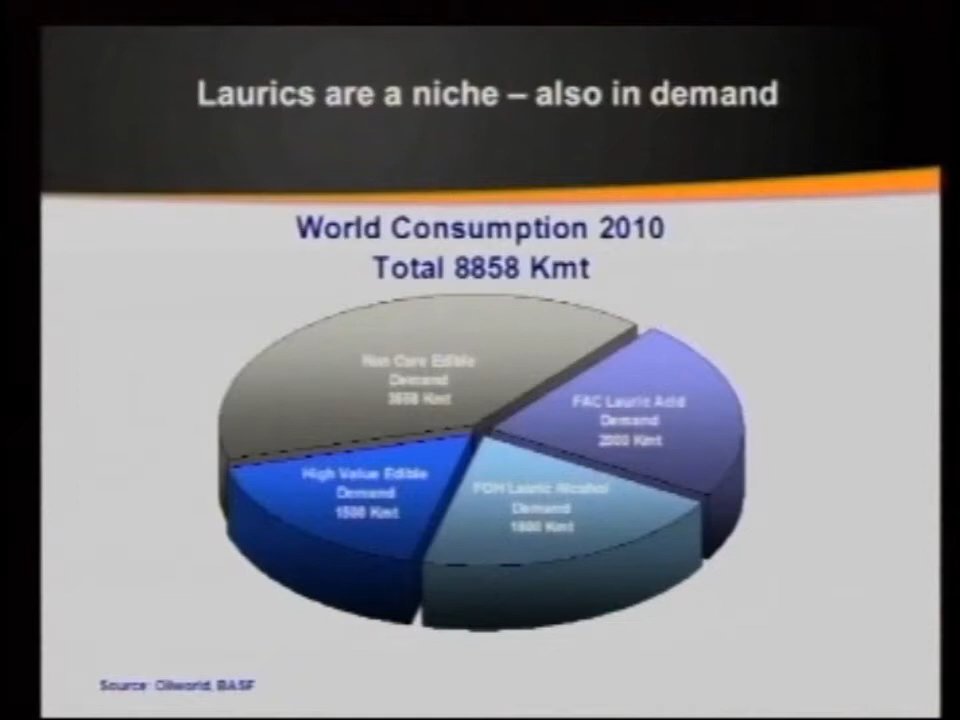 Laurics are a niche – also in demand
World Consumption 2010
Total 8858 Kmt
Non Core Edible
Demand
Kmt
FAC Lauric Acid
Demand
2000 Kmt
High Value Edible
Demand
1500 Kmt
FOH Lauric Alcohol
Demand
Kmt
Source: Oilworld, BASF